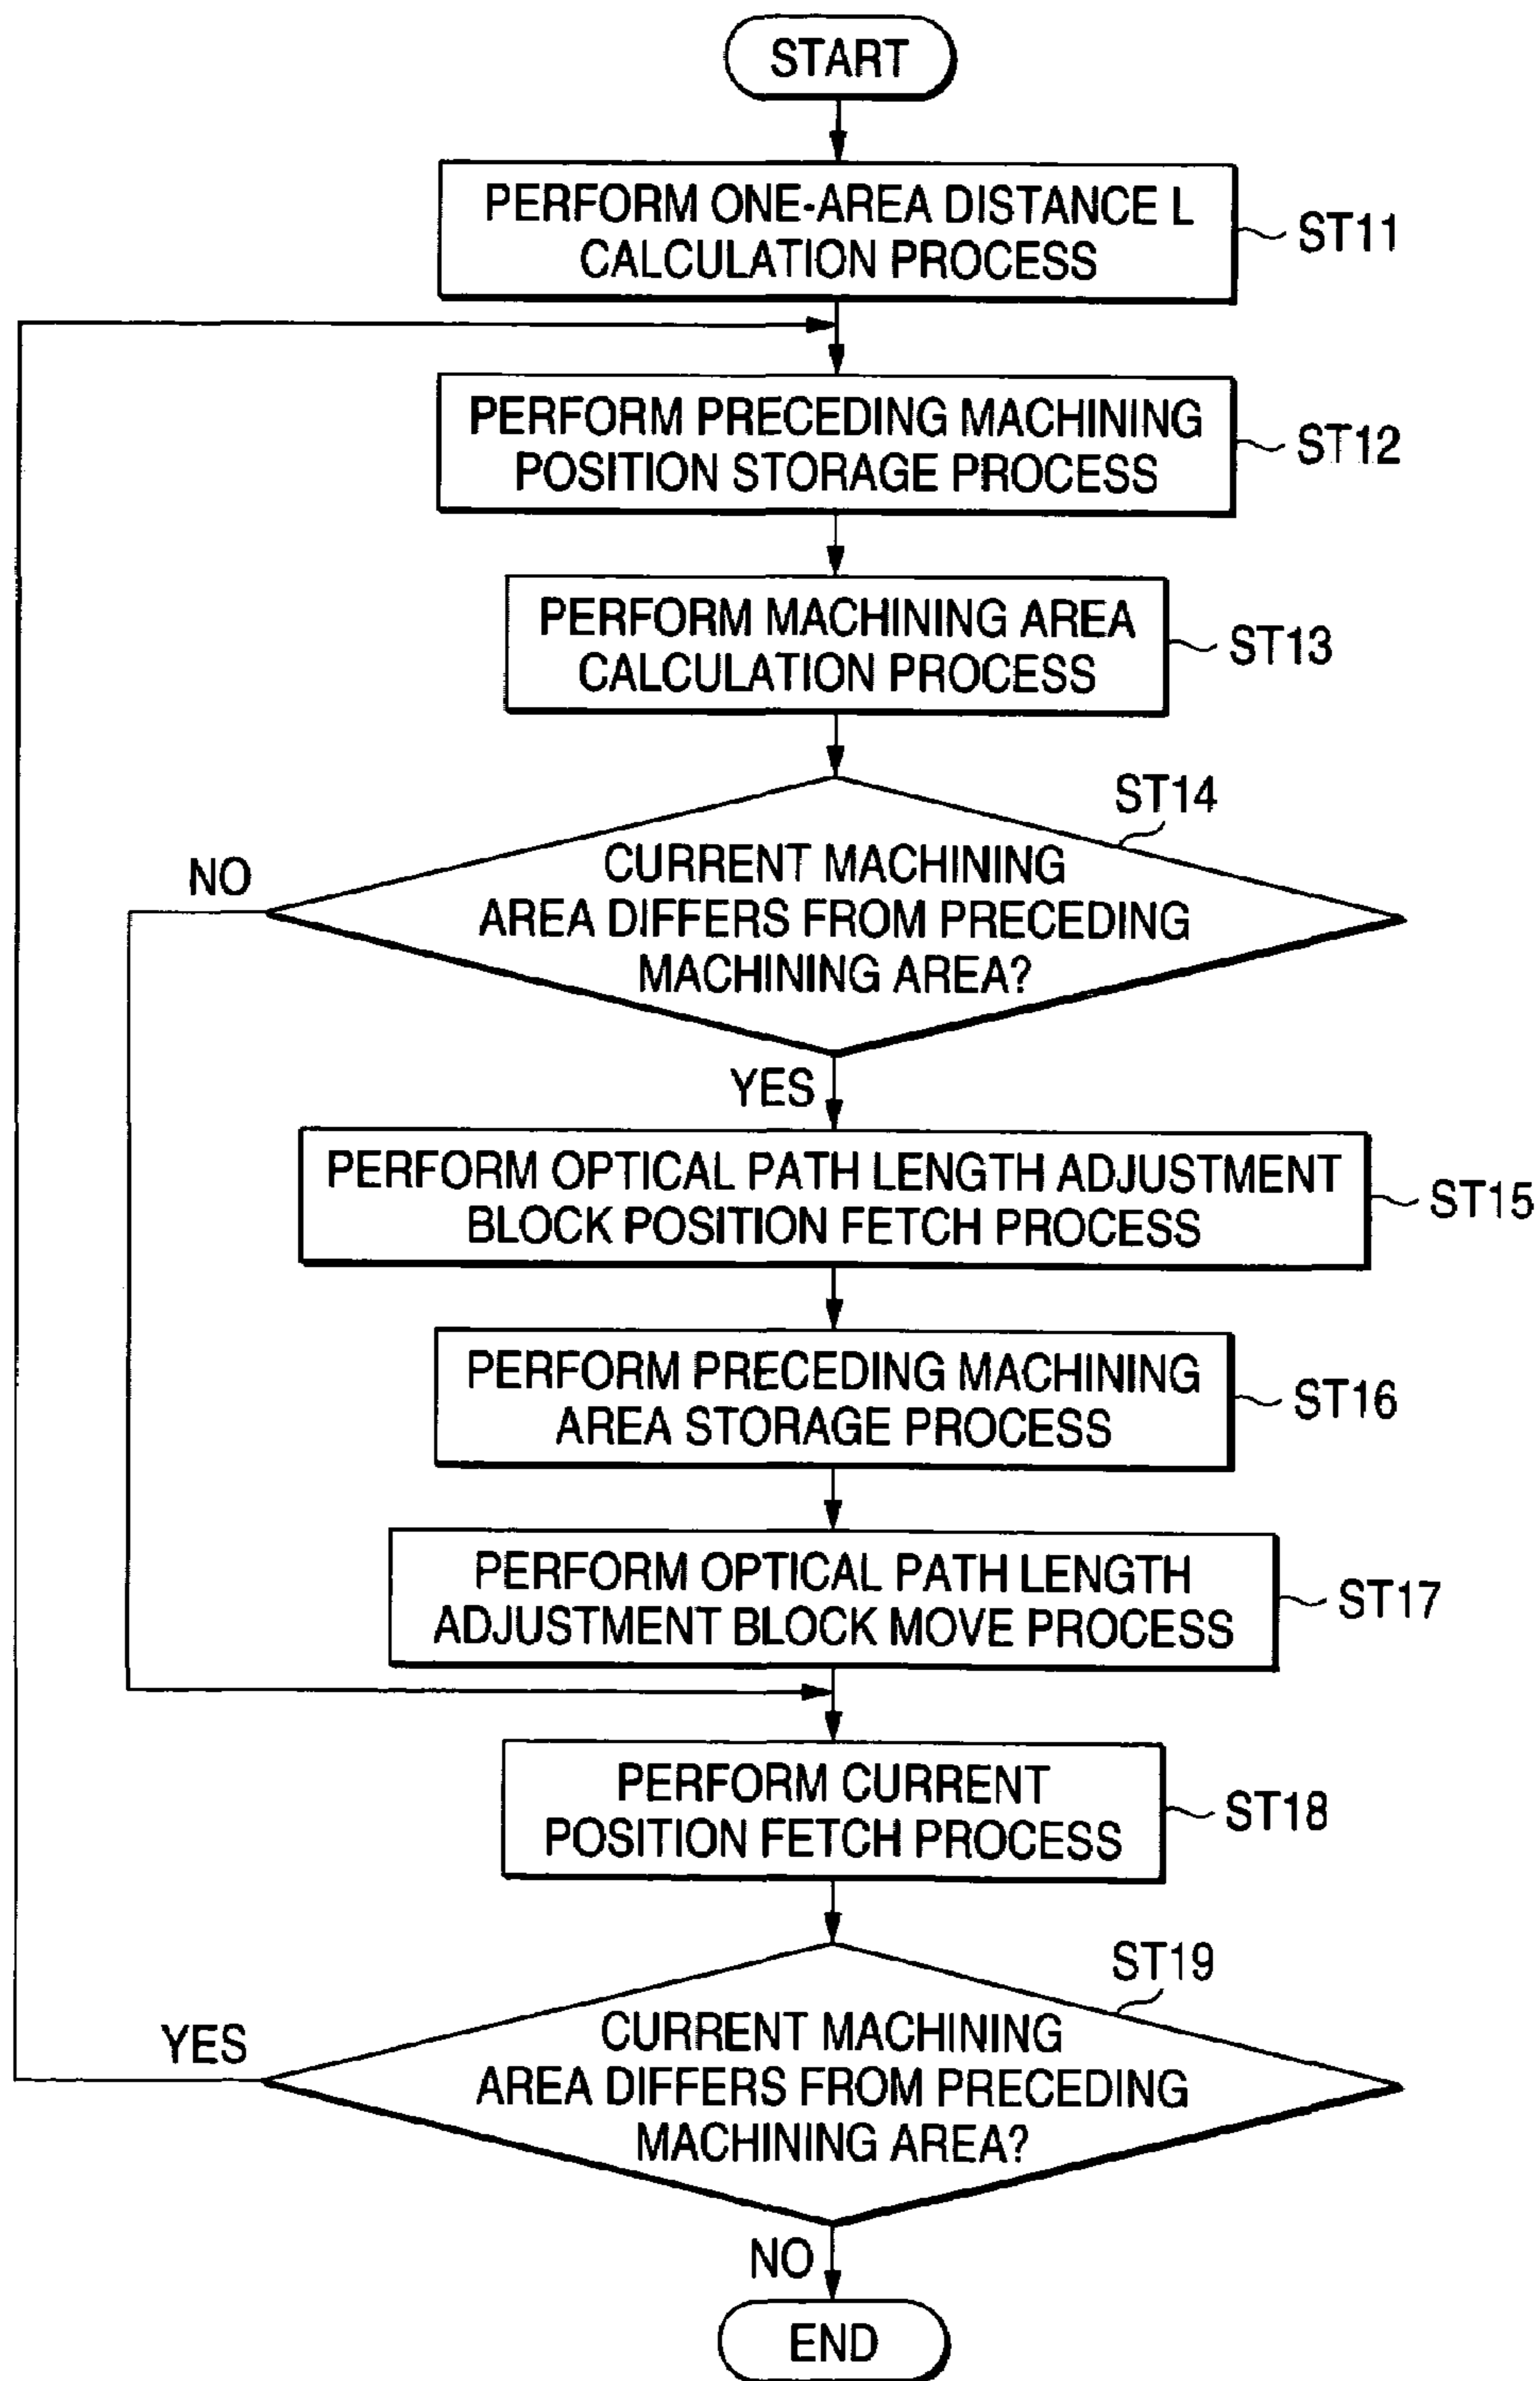 START
PERFORM ONE-AREA DISTANCE L
CALCULATION PROCESS
ST11
PERFORM PRECEDING MACHINING
POSITION STORAGE PROCESS
ST12
PERFORM MACHINING AREA
CALCULATION PROCESS
ST13
ST14
NO
CURRENT MACHINING
AREA DIFFERS FROM PRECEDING
MACHINING AREA?
YES
PERFORM OPTICAL PATH LENGTH ADJUSTMENT
BLOCK POSITION FETCH PROCESS
ST15
PERFORM PRECEDING MACHINING
AREA STORAGE PROCESS
ST16
PERFORM OPTICAL PATH LENGTH
ADJUSTMENT BLOCK MOVE PROCESS
ST17
PERFORM CURRENT
POSITION FETCH PROCESS
ST18
ST19
YES
CURRENT MACHINING
AREA DIFFERS FROM PRECEDING
MACHINING AREA?
NO
END